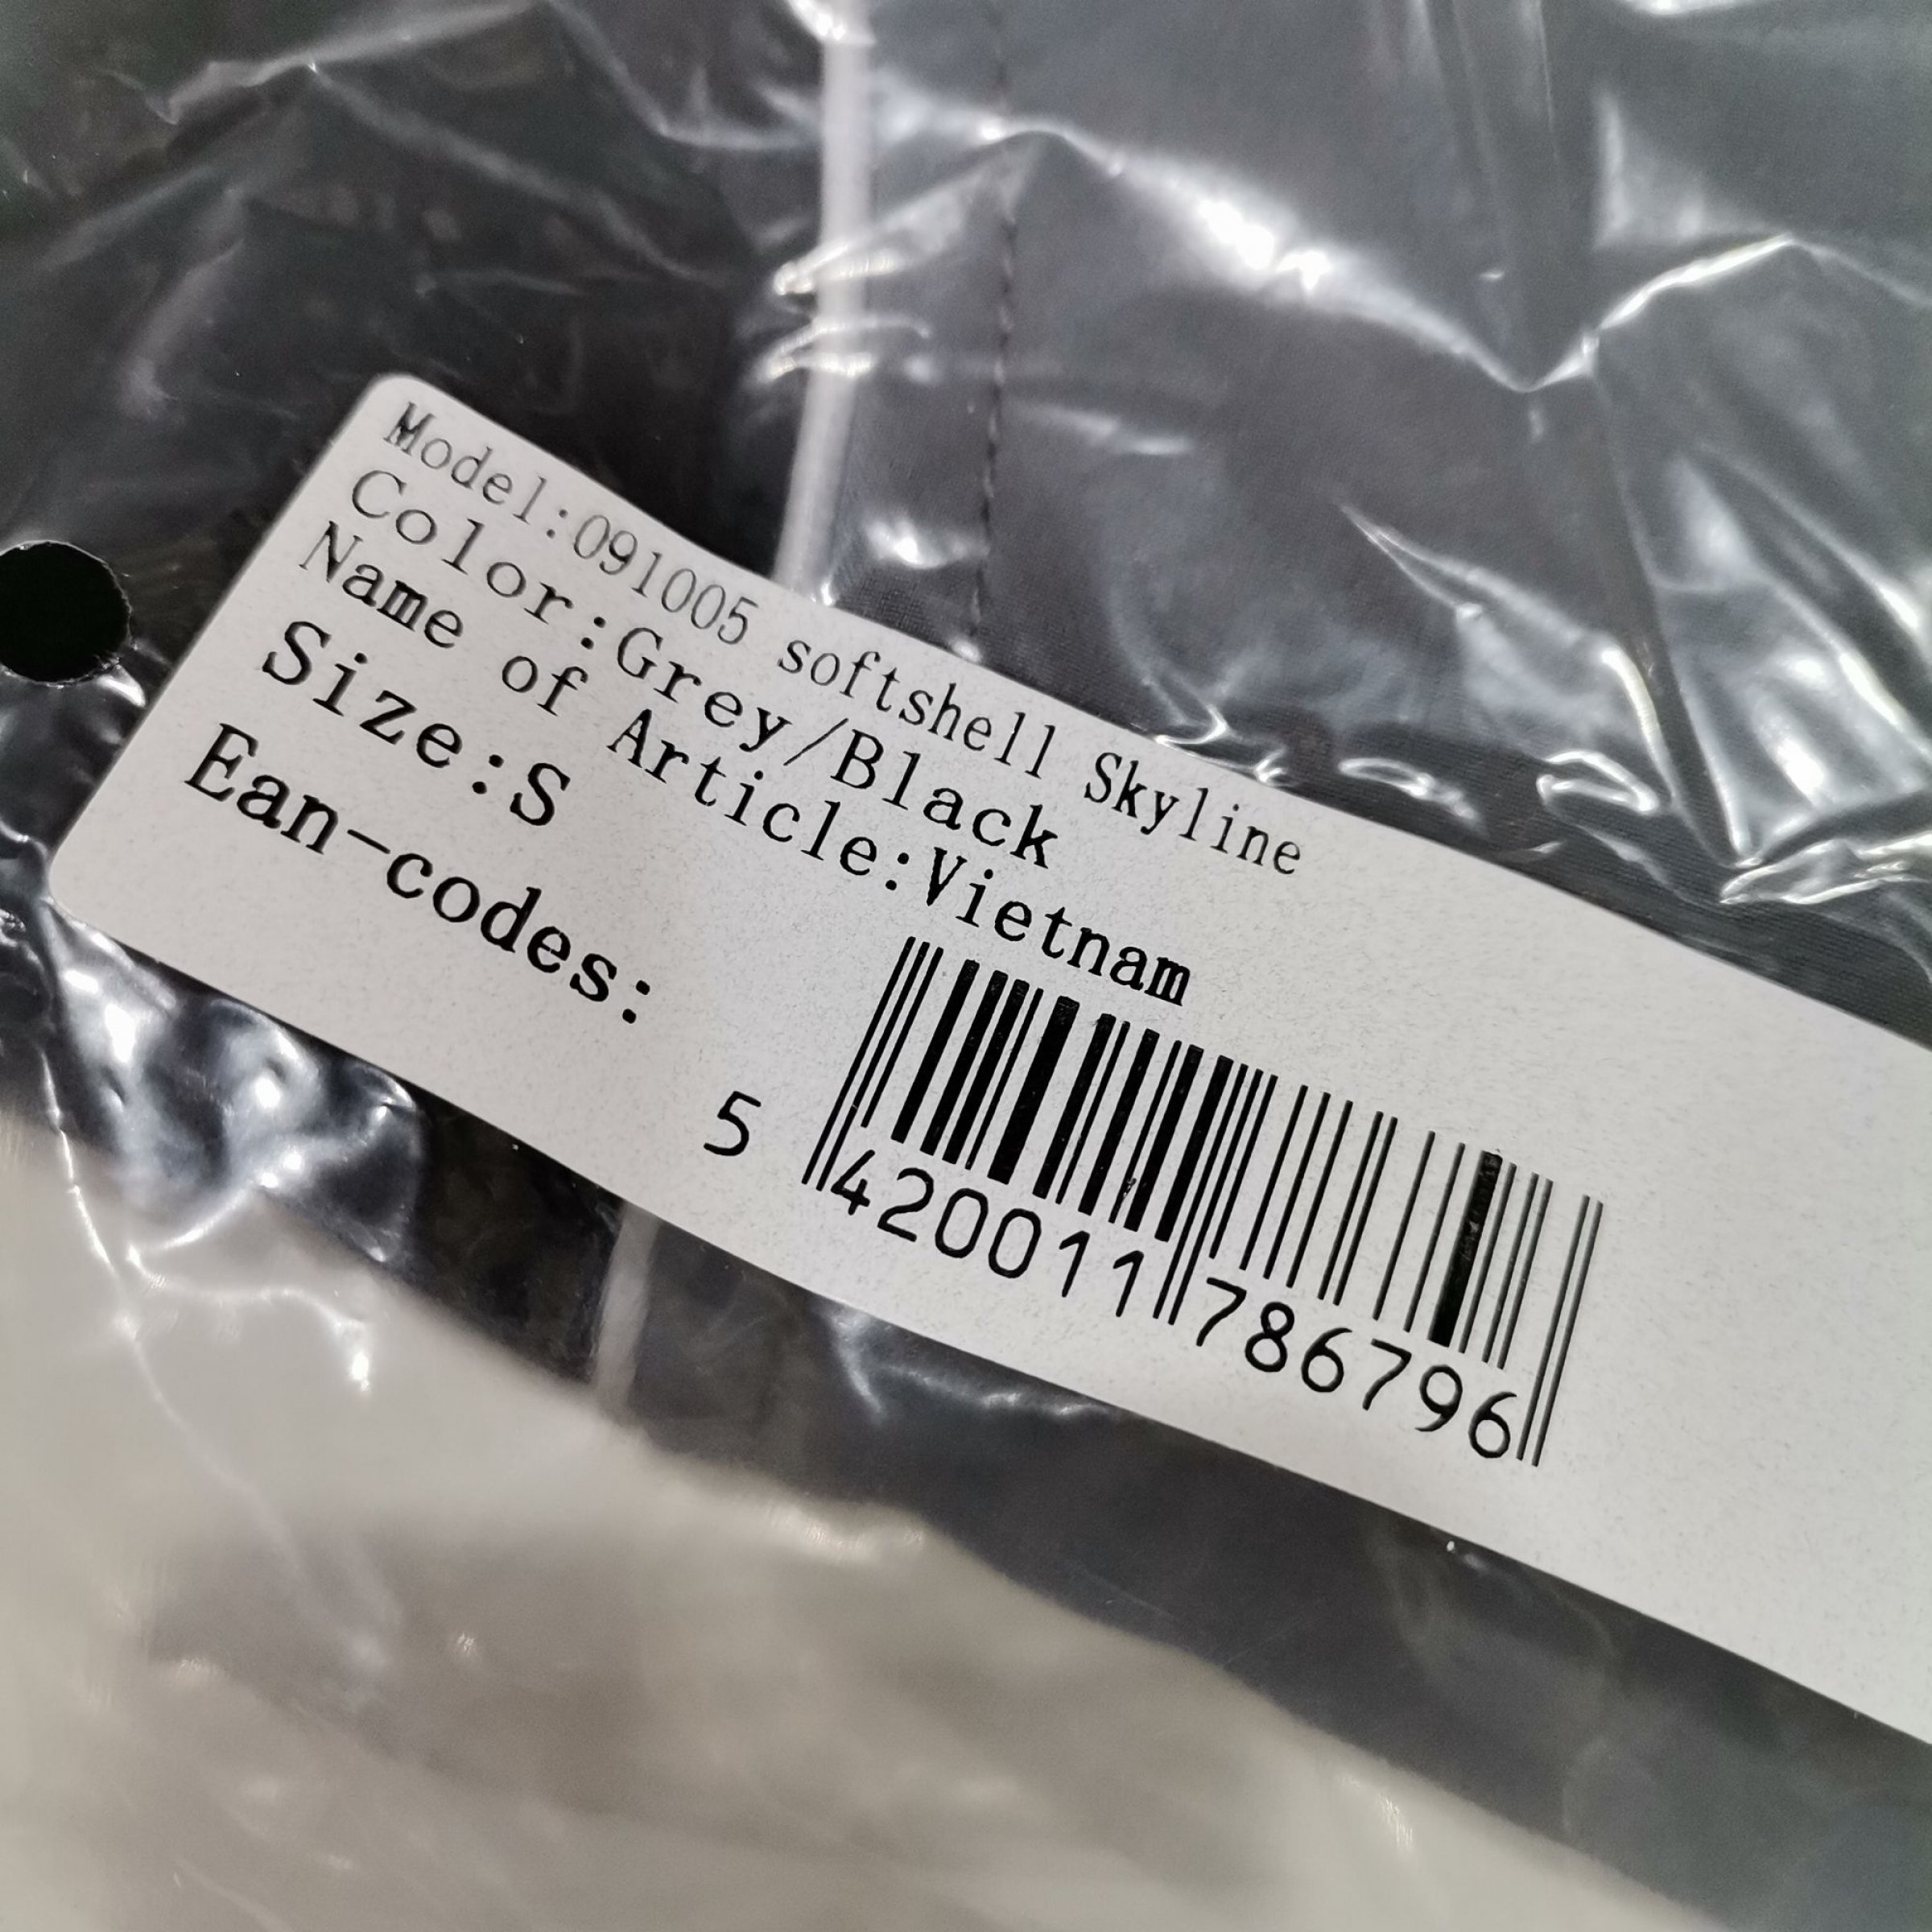 Model:091005 softshell Skyline
Color:Grey/Black
Name of Article:Vietnam
Size:S
Ean-codes:
5 420011 786796